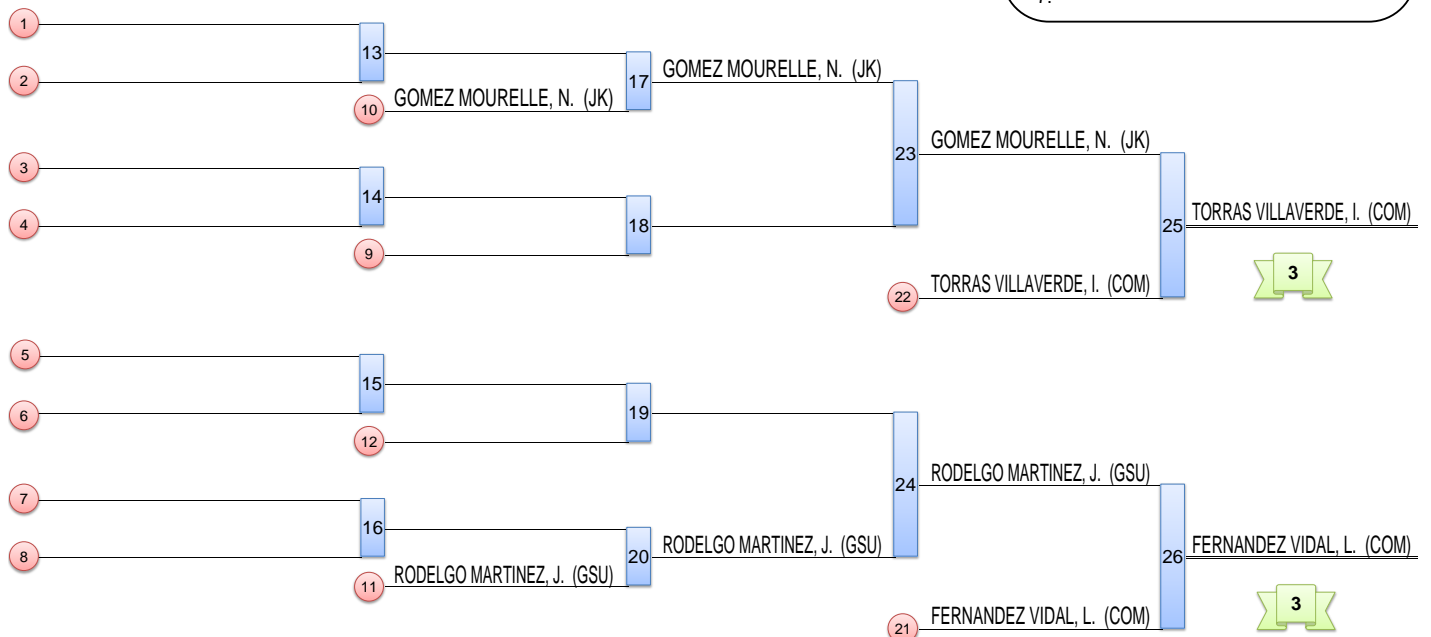 1
13
GOMEZ MOURELLE, N. (JK)
2
17
10 GOMEZ MOURELLE, N. (JK)
GOMEZ MOURELLE, N. (JK)
23
3
14
TORRAS VILLAVERDE, I. (COM)
4
18
25
9
3
22 TORRAS VILLAVERDE, I. (COM)
5
15
6
19
12
RODELGO MARTINEZ, J. (GSU)
24
7
16
RODELGO MARTINEZ, J. (GSU)
FERNANDEZ VIDAL, L. (COM)
8
20
26
11 RODELGO MARTINEZ, J. (GSU)
3
21 FERNANDEZ VIDAL, L. (COM)